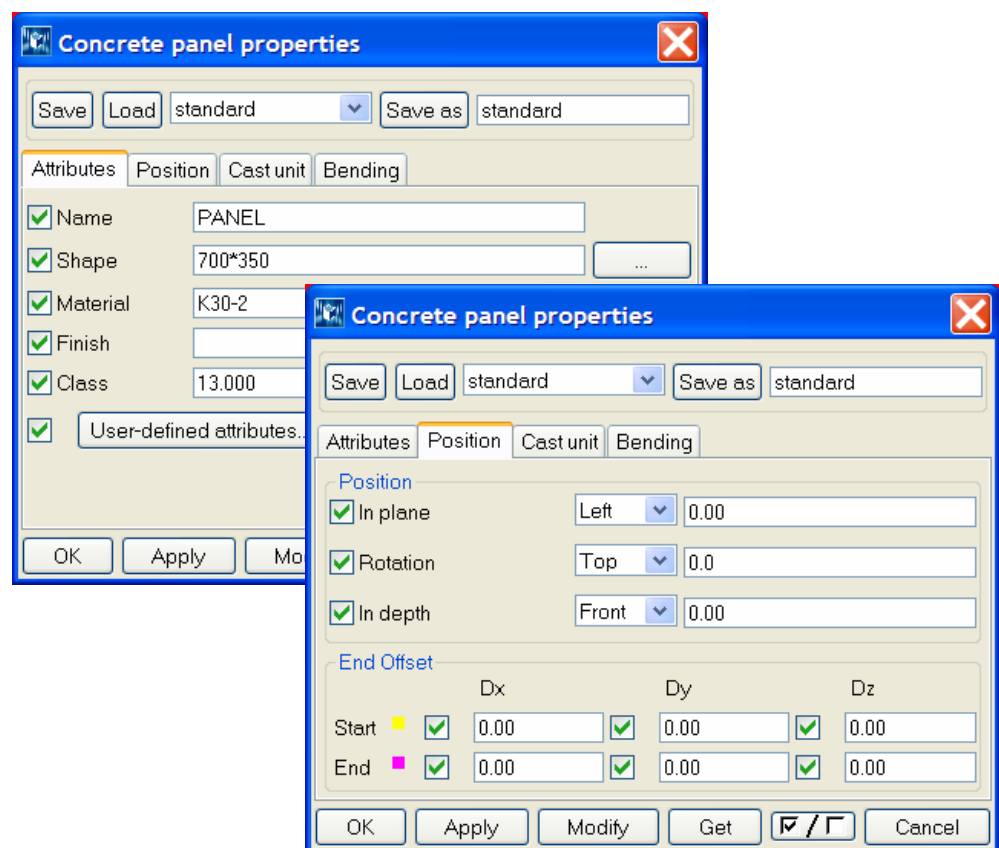 Concrete panel properties
Save Load standard Save as standard
Attributes Position Cast unit Bending
Name PANEL
Shape 700*350 ...
Material K30-2
Finish
Class 13.000
User-defined attributes..
OK Apply Mo
Concrete panel properties
Save Load standard Save as standard
Attributes Position Cast unit Bending
Position
In plane Left 0.00
Rotation Top 0.0
In depth Front 0.00
End Offset
Dx Dy Dz
Start 0.00 0.00 0.00
End 0.00 0.00 0.00
OK Apply Modify Get / Cancel